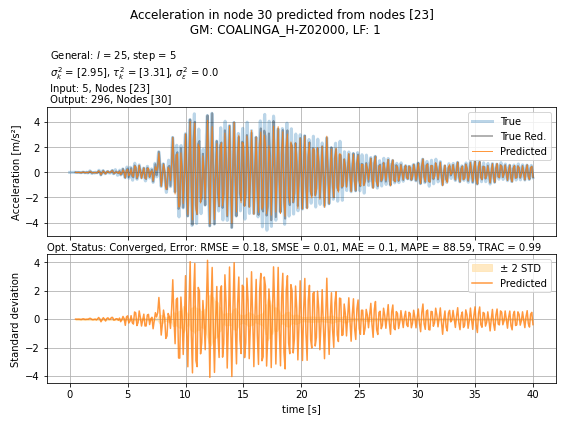 Acceleration in node 30 predicted from nodes [23]
GM: COALINGA_H-Z02000, LF: 1
General: l = 25, step = 5
σ²ₖ = [2.95], τ²ₖ = [3.31], σ²ε = 0.0
Input: 5, Nodes [23]
Output: 296, Nodes [30]
Acceleration [m/s²]
4
2
0
−2
−4
True
True Red.
Predicted
Opt. Status: Converged, Error: RMSE = 0.18, SMSE = 0.01, MAE = 0.1, MAPE = 88.59, TRAC = 0.99
Standard deviation
4
2
0
−2
−4
± 2 STD
Predicted
0 5 10 15 20 25 30 35 40
time [s]